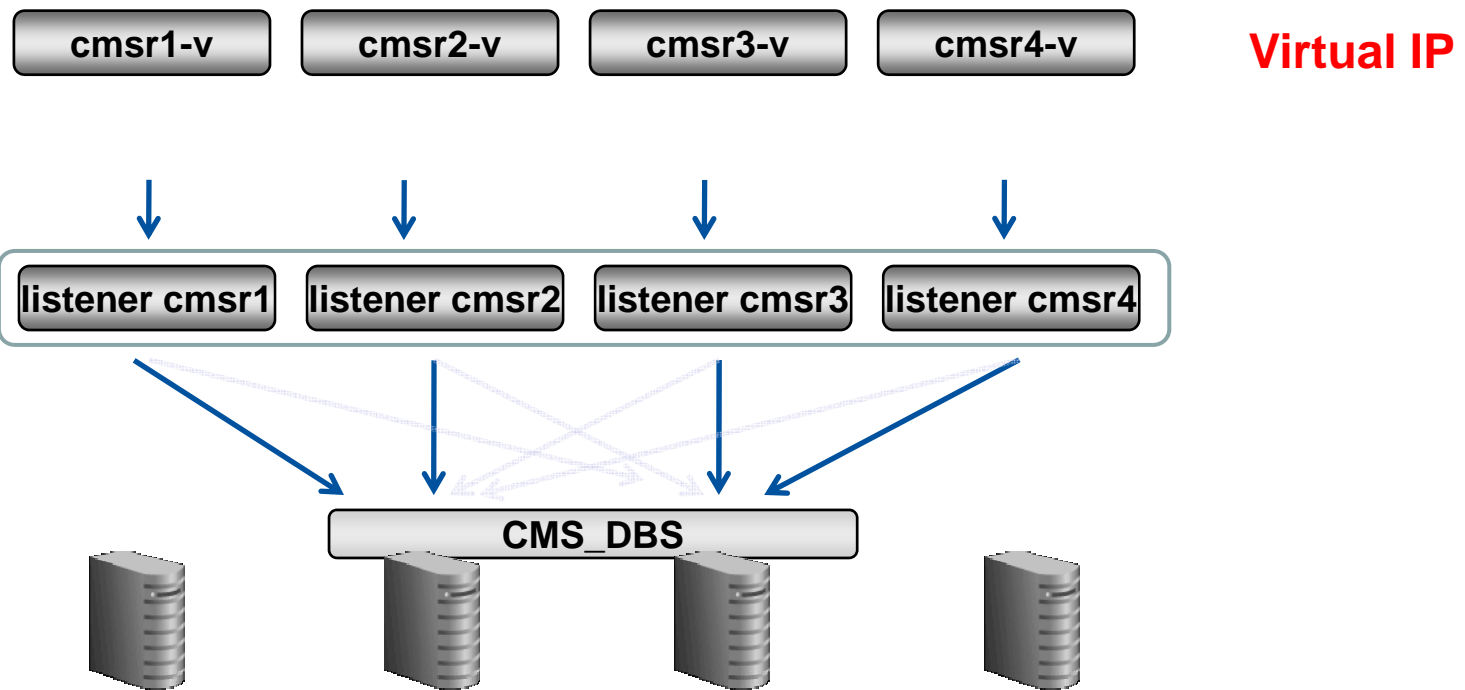 cmsr1-v
cmsr2-v
cmsr3-v
cmsr4-v
Virtual IP
listener cmsr1
listener cmsr2
listener cmsr3
listener cmsr4
CMS_DBS